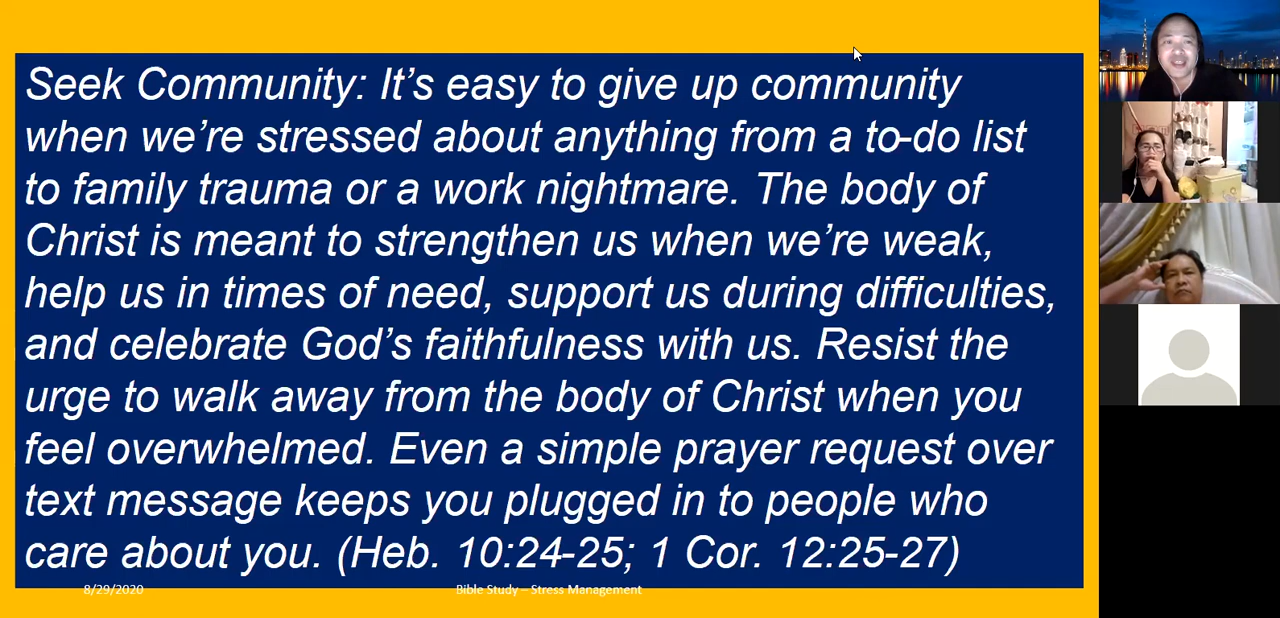 Seek Community: It's easy to give up community
when we're stressed about anything from a to-do list
to family trauma or a work nightmare. The body of
Christ is meant to strengthen us when we're weak,
help us in times of need, support us during difficulties,
and celebrate God's faithfulness with us. Resist the
urge to walk away from the body of Christ when you
feel overwhelmed. Even a simple prayer request over
text message keeps you plugged in to people who
care about you. (Heb. 10:24-25; 1 Cor. 12:25-27)
8/29/2020
Bible Study – Stress Management